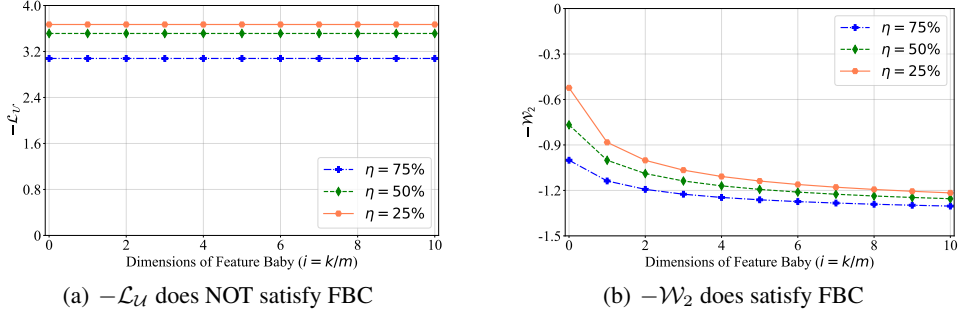 4.0
3.2
2.4
1.6
0.8
0
−ℒ𝒰
0 2 4 6 8 10
Dimensions of Feature Baby (i = k/m)
η = 75%
η = 50%
η = 25%
(a) −ℒ𝒰 does NOT satisfy FBC
0
−0.3
−0.6
−0.9
−1.2
−1.5
−𝒲2
0 2 4 6 8 10
Dimensions of Feature Baby (i = k/m)
η = 75%
η = 50%
η = 25%
(b) −𝒲2 does satisfy FBC